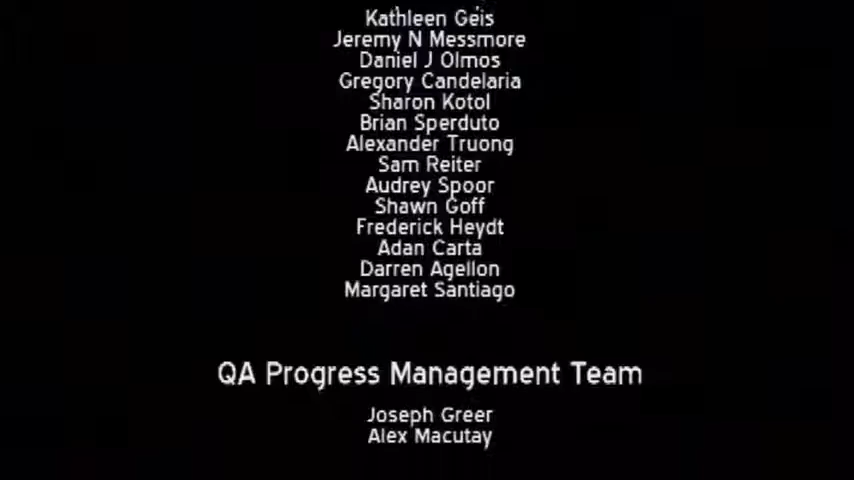 Kathleen Geis
Jeremy N Messmore
Daniel J Olmos
Gregory Candelaria
Sharon Kotol
Brian Sperduto
Alexander Truong
Sam Reiter
Audrey Spoor
Shawn Goff
Frederick Heydt
Adan Carta
Darren Agellon
Margaret Santiago
QA Progress Management Team
Joseph Greer
Alex Macutay